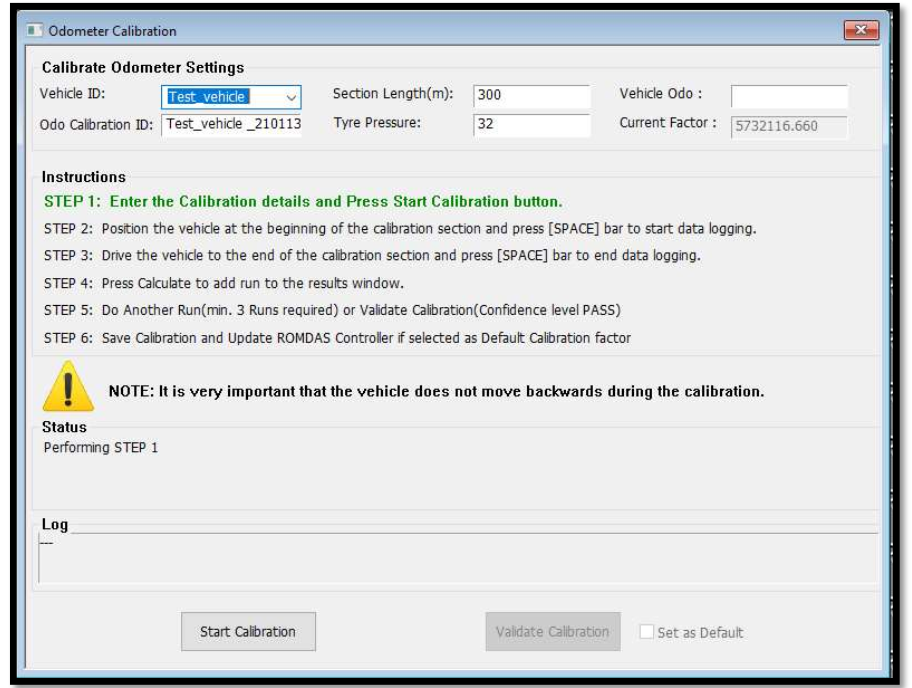 Odometer Calibration
Calibrate Odometer Settings
Vehicle ID: Test_vehicle Section Length(m): 300 Vehicle Odo :
Odo Calibration ID: Test_vehicle _210113 Tyre Pressure: 32 Current Factor : 5732116.660
Instructions
STEP 1: Enter the Calibration details and Press Start Calibration button.
STEP 2: Position the vehicle at the beginning of the calibration section and press [SPACE] bar to start data logging.
STEP 3: Drive the vehicle to the end of the calibration section and press [SPACE] bar to end data logging.
STEP 4: Press Calculate to add run to the results window.
STEP 5: Do Another Run(min. 3 Runs required) or Validate Calibration(Confidence level PASS)
STEP 6: Save Calibration and Update ROMDAS Controller if selected as Default Calibration factor
NOTE: It is very important that the vehicle does not move backwards during the calibration.
Status
Performing STEP 1
Log
---
Start Calibration Validate Calibration Set as Default